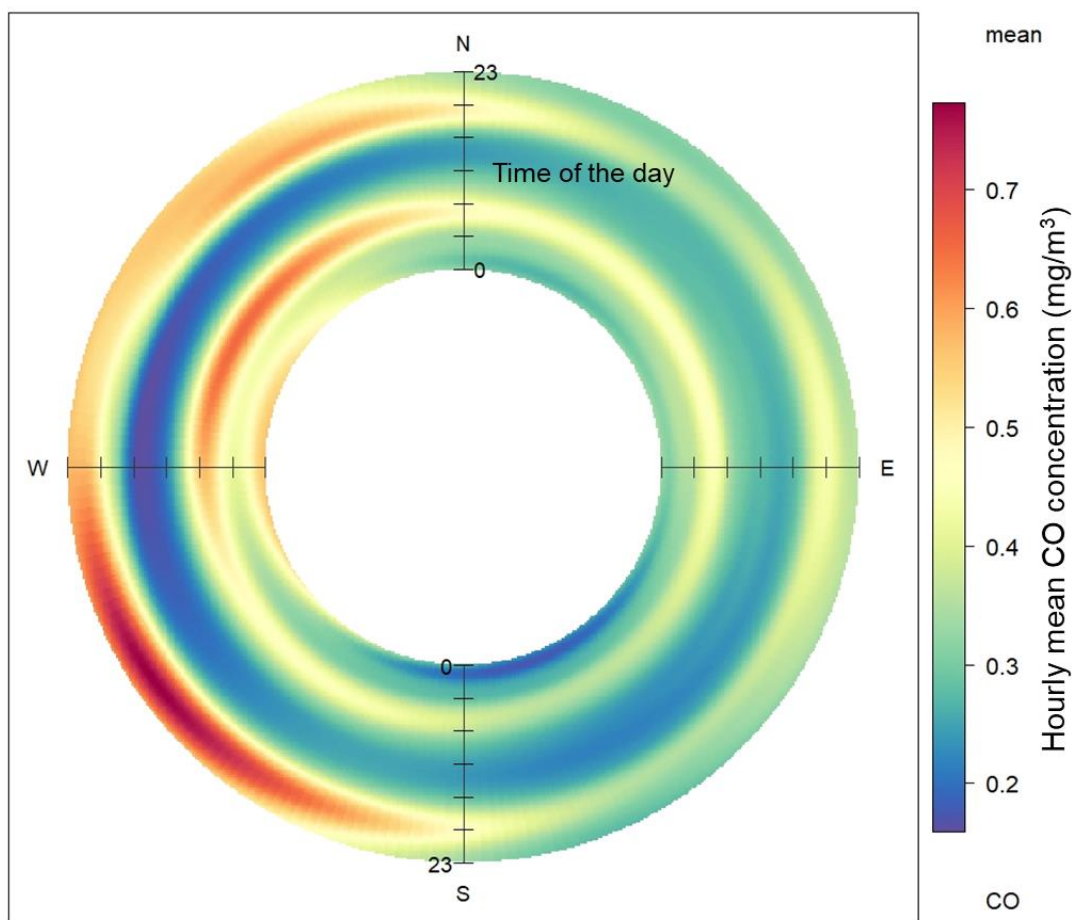 mean
N
23
Time of the day
0.7
0
0.6
Hourly mean CO concentration (mg/m³)
0.5
W
E
0.4
0
0.3
0.2
23
S
CO